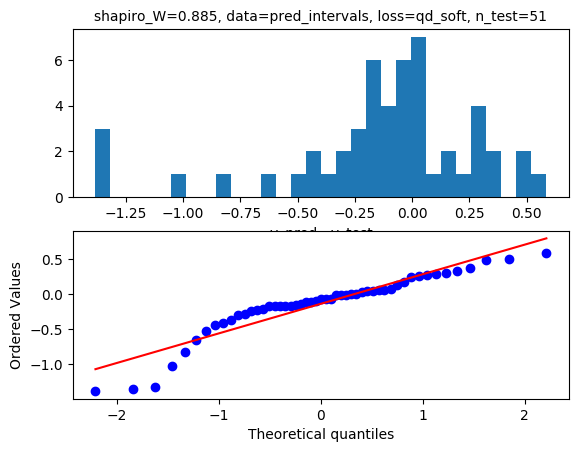 shapiro_W=0.885, data=pred_intervals, loss=qd_soft, n_test=51
6
4
2
0
-1.25 -1.00 -0.75 -0.50 -0.25 0.00 0.25 0.50
0.5
0.0
-0.5
-1.0
Ordered Values
-2 -1 0 1 2
Theoretical quantiles